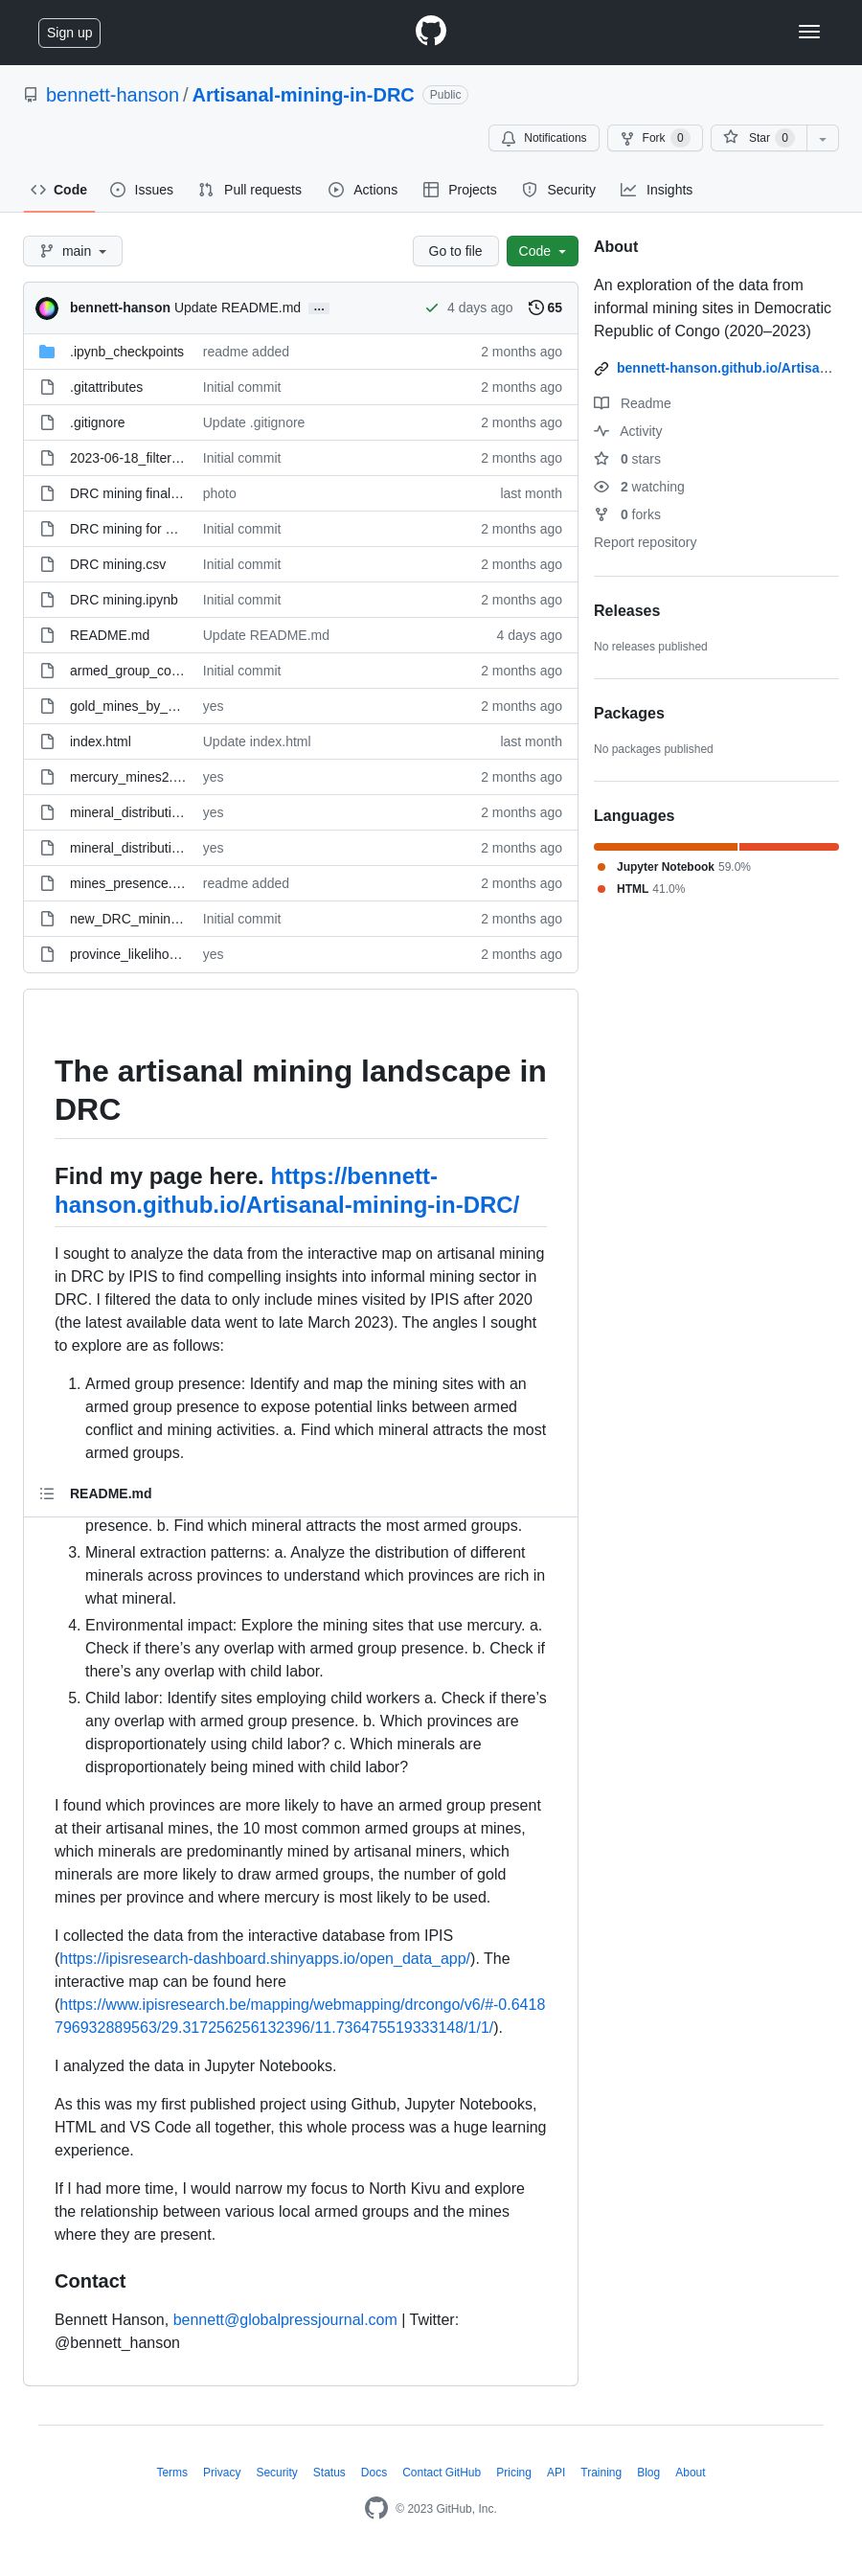 Sign up
bennett-hanson / Artisanal-mining-in-DRC Public
Notifications Fork 0 Star 0
Code Issues Pull requests Actions Projects Security Insights
main Go to file Code
bennett-hanson Update README.md ... 4 days ago 65
.ipynb_checkpoints readme added 2 months ago
.gitattributes Initial commit 2 months ago
.gitignore Update .gitignore 2 months ago
2023-06-18_filter… Initial commit 2 months ago
DRC mining final… photo last month
DRC mining for … Initial commit 2 months ago
DRC mining.csv Initial commit 2 months ago
DRC mining.ipynb Initial commit 2 months ago
README.md Update README.md 4 days ago
armed_group_co… Initial commit 2 months ago
gold_mines_by_… yes 2 months ago
index.html Update index.html last month
mercury_mines2.… yes 2 months ago
mineral_distributi… yes 2 months ago
mineral_distributi… yes 2 months ago
mines_presence.… readme added 2 months ago
new_DRC_minin… Initial commit 2 months ago
province_likeliho… yes 2 months ago
About
An exploration of the data from
informal mining sites in Democratic
Republic of Congo (2020–2023)
bennett-hanson.github.io/Artisa…
Readme
Activity
0 stars
2 watching
0 forks
Report repository
Releases
No releases published
Packages
No packages published
Languages
Jupyter Notebook 59.0%
HTML 41.0%
The artisanal mining landscape in
DRC
Find my page here. https://bennett-
hanson.github.io/Artisanal-mining-in-DRC/
I sought to analyze the data from the interactive map on artisanal mining
in DRC by IPIS to find compelling insights into informal mining sector in
DRC. I filtered the data to only include mines visited by IPIS after 2020
(the latest available data went to late March 2023). The angles I sought
to explore are as follows:
1. Armed group presence: Identify and map the mining sites with an
armed group presence to expose potential links between armed
conflict and mining activities. a. Find which mineral attracts the most
armed groups.
README.md
presence. b. Find which mineral attracts the most armed groups.
3. Mineral extraction patterns: a. Analyze the distribution of different
minerals across provinces to understand which provinces are rich in
what mineral.
4. Environmental impact: Explore the mining sites that use mercury. a.
Check if there’s any overlap with armed group presence. b. Check if
there’s any overlap with child labor.
5. Child labor: Identify sites employing child workers a. Check if there’s
any overlap with armed group presence. b. Which provinces are
disproportionately using child labor? c. Which minerals are
disproportionately being mined with child labor?
I found which provinces are more likely to have an armed group present
at their artisanal mines, the 10 most common armed groups at mines,
which minerals are predominantly mined by artisanal miners, which
minerals are more likely to draw armed groups, the number of gold
mines per province and where mercury is most likely to be used.
I collected the data from the interactive database from IPIS
(https://ipisresearch-dashboard.shinyapps.io/open_data_app/). The
interactive map can be found here
(https://www.ipisresearch.be/mapping/webmapping/drcongo/v6/#-0.6418
796932889563/29.317256256132396/11.736475519333148/1/1/).
I analyzed the data in Jupyter Notebooks.
As this was my first published project using Github, Jupyter Notebooks,
HTML and VS Code all together, this whole process was a huge learning
experience.
If I had more time, I would narrow my focus to North Kivu and explore
the relationship between various local armed groups and the mines
where they are present.
Contact
Bennett Hanson, bennett@globalpressjournal.com | Twitter:
@bennett_hanson
Terms Privacy Security Status Docs Contact GitHub Pricing API Training Blog About
© 2023 GitHub, Inc.